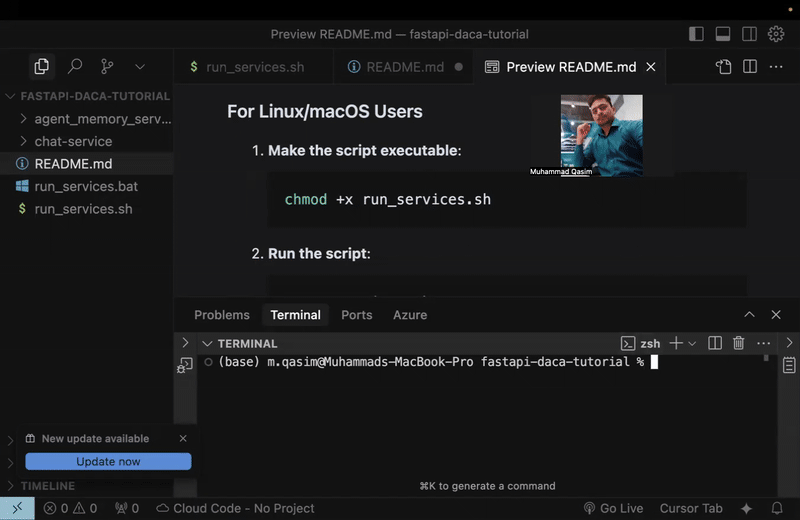 Preview README.md — fastapi-daca-tutorial
$ run_services.sh
README.md
Preview README.md
FASTAPI-DACA-TUTORIAL
agent_memory_serv...
chat-service
README.md
run_services.bat
$ run_services.sh
For Linux/macOS Users
1. Make the script executable:
chmod +x run_services.sh
2. Run the script:
Muhammad Qasim
Problems Terminal Ports Azure
TERMINAL
zsh
(base) m.qasim@Muhammads-MacBook-Pro fastapi-daca-tutorial %
New update available
Update now
⌘K to generate a command
TIMELINE
0 0 0 Cloud Code - No Project Go Live Cursor Tab